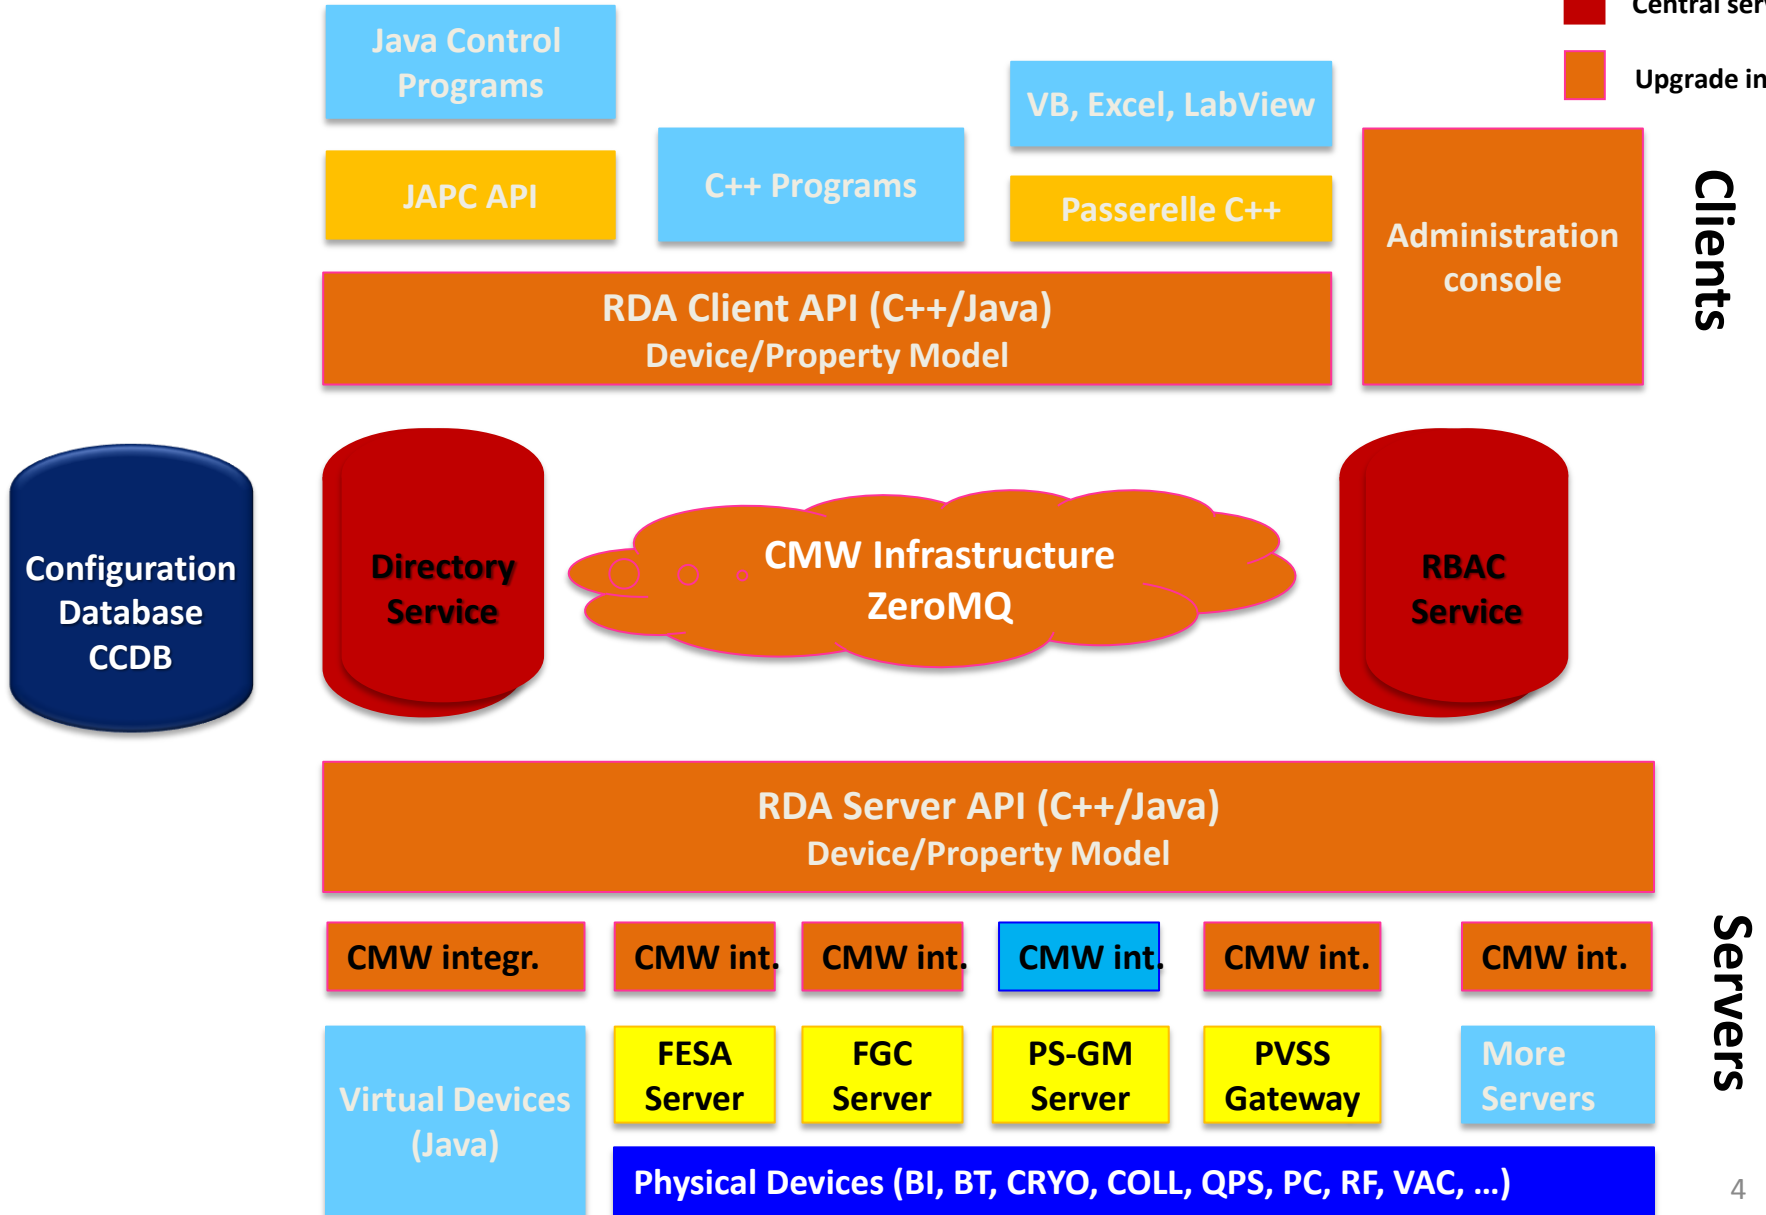 Central serv
Upgrade in
Java Control
Programs
VB, Excel, LabView
C++ Programs
JAPC API
Passerelle C++
Administration
console
Clients
RDA Client API (C++/Java)
Device/Property Model
Configuration
Database
CCDB
Directory
Service
CMW Infrastructure
ZeroMQ
RBAC
Service
RDA Server API (C++/Java)
Device/Property Model
Servers
CMW integr.
CMW int.
CMW int.
CMW int.
CMW int.
CMW int.
Virtual Devices
(Java)
FESA
Server
FGC
Server
PS-GM
Server
PVSS
Gateway
More
Servers
Physical Devices (BI, BT, CRYO, COLL, QPS, PC, RF, VAC, ...)
4